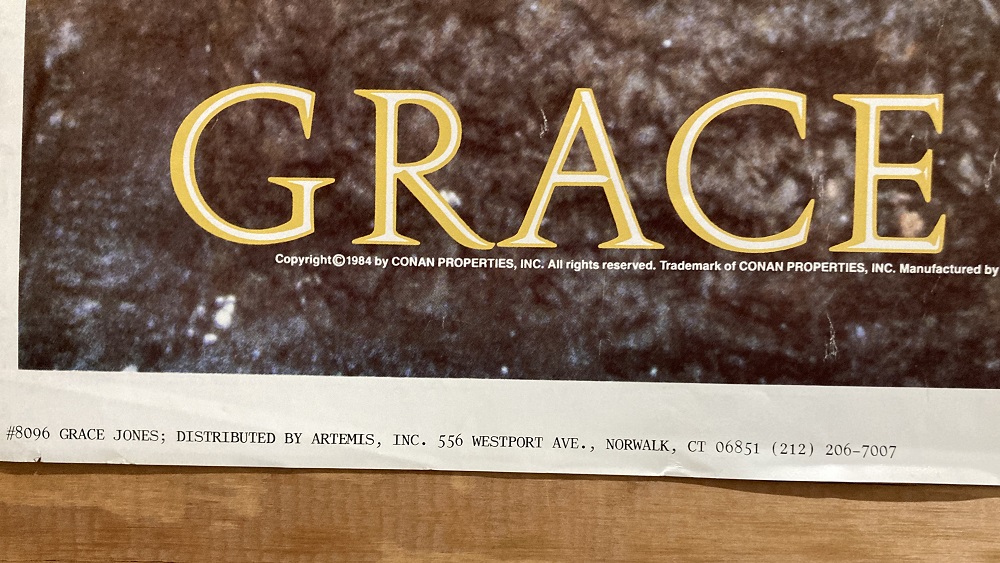 GRACE
Copyright©1984 by CONAN PROPERTIES, INC. All rights reserved. Trademark of CONAN PROPERTIES, INC. Manufactured by
#8096 GRACE JONES; DISTRIBUTED BY ARTEMIS, INC. 556 WESTPORT AVE., NORWALK, CT 06851 (212) 206-7007